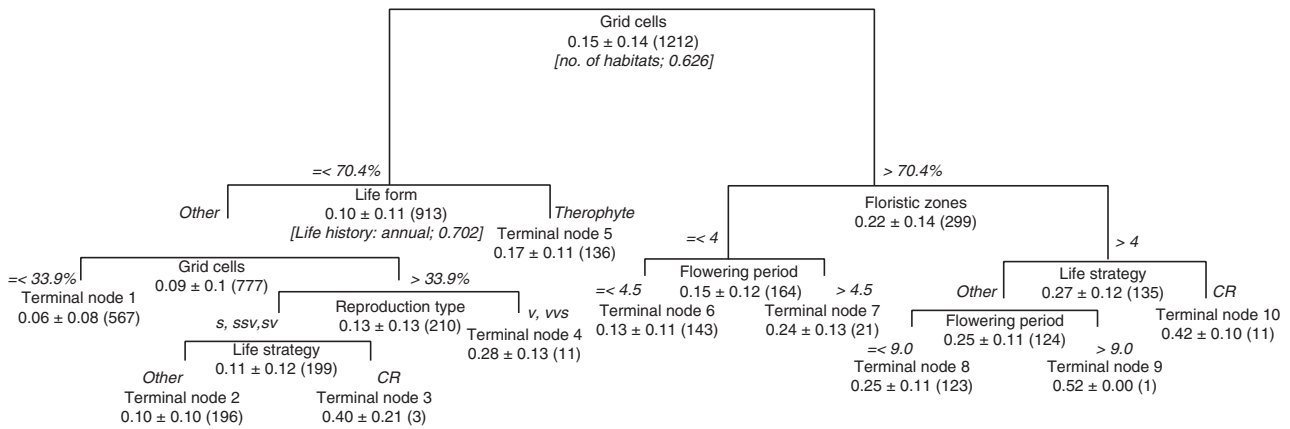 Grid cells
0.15 ± 0.14 (1212)
[no. of habitats; 0.626]
=< 70.4%
> 70.4%
Life form
0.10 ± 0.11 (913)
[Life history: annual; 0.702]
Other
Therophyte
Terminal node 5
0.17 ± 0.11 (136)
Floristic zones
0.22 ± 0.14 (299)
=< 4
> 4
=< 33.9%
Grid cells
0.09 ± 0.1 (777)
> 33.9%
Terminal node 1
0.06 ± 0.08 (567)
Reproduction type
0.13 ± 0.13 (210)
s, ssv,sv
v, vvs
Terminal node 4
0.28 ± 0.13 (11)
Life strategy
0.11 ± 0.12 (199)
Other
CR
Terminal node 2
0.10 ± 0.10 (196)
Terminal node 3
0.40 ± 0.21 (3)
Flowering period
0.15 ± 0.12 (164)
=< 4.5
> 4.5
Terminal node 6
0.13 ± 0.11 (143)
Terminal node 7
0.24 ± 0.13 (21)
Life strategy
0.27 ± 0.12 (135)
Other
CR
Terminal node 10
0.42 ± 0.10 (11)
Flowering period
0.25 ± 0.11 (124)
=< 9.0
> 9.0
Terminal node 8
0.25 ± 0.11 (123)
Terminal node 9
0.52 ± 0.00 (1)